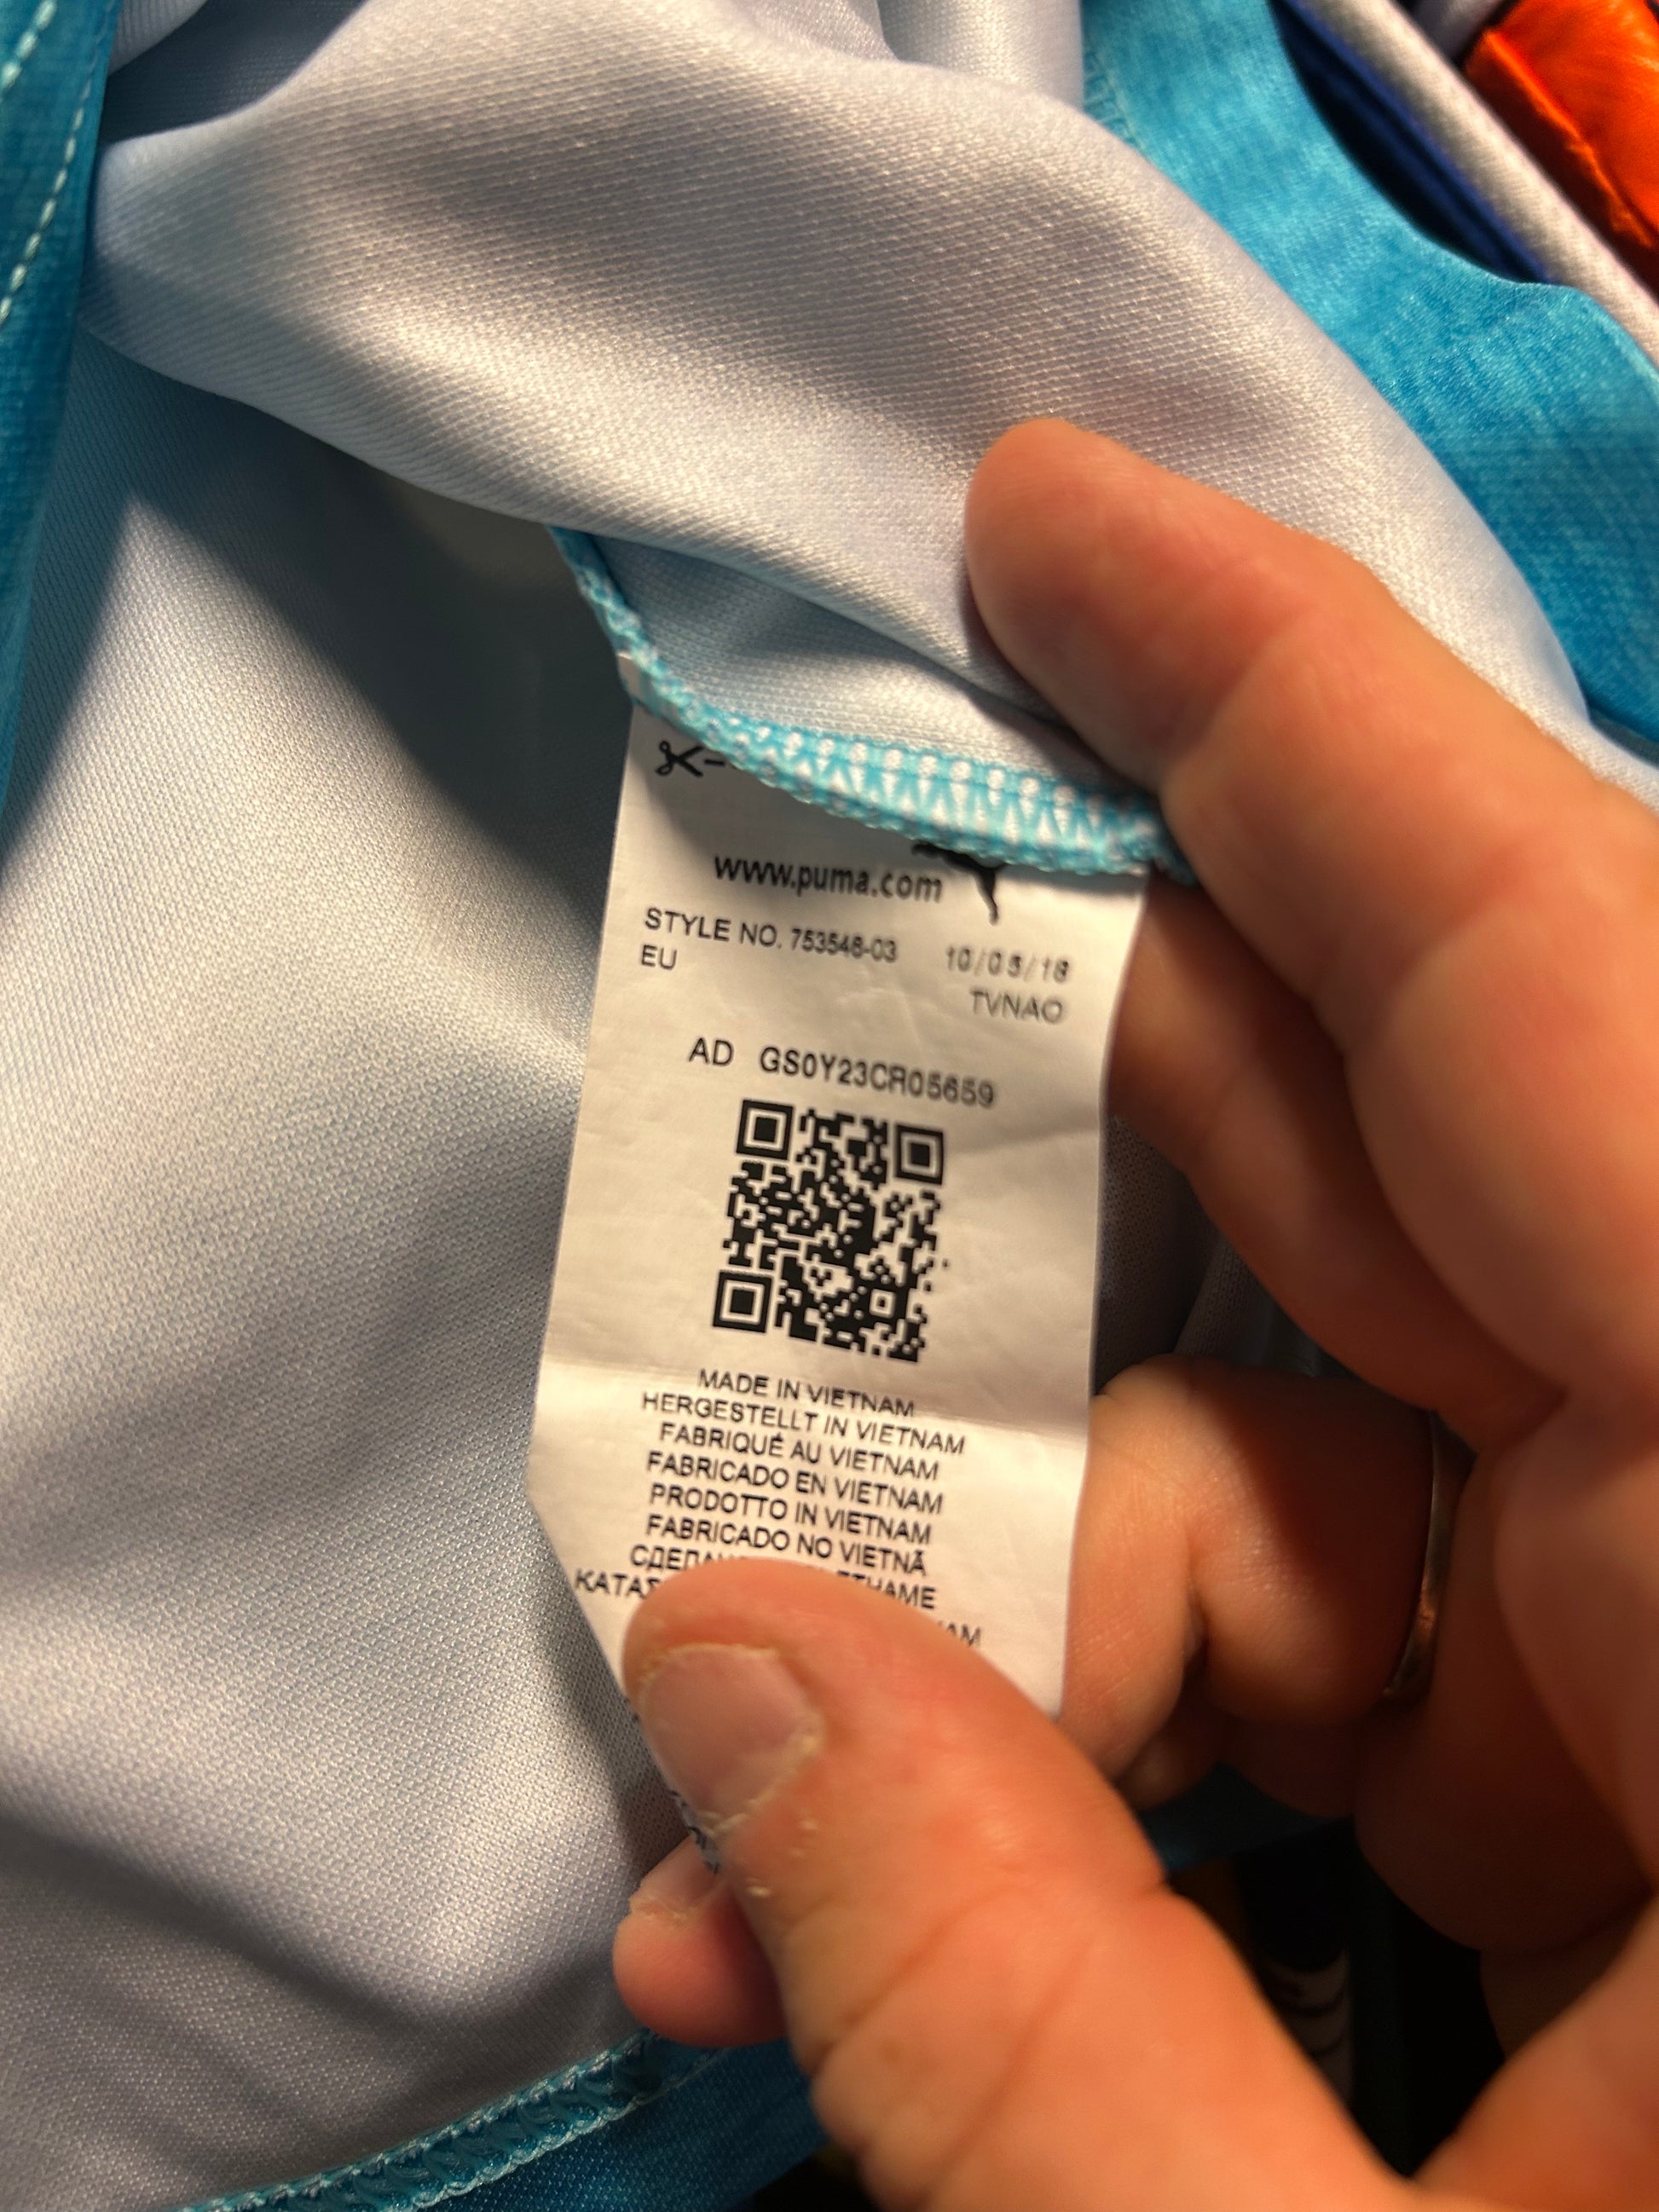 www.puma.com
STYLE NO. 753548-03 10/05/18
EU
TVNAO
AD GS0Y23CR05659
MADE IN VIETNAM
HERGESTELLT IN VIETNAM
FABRIQUÉ AU VIETNAM
FABRICADO EN VIETNAM
PRODOTTO IN VIETNAM
FABRICADO NO VIETNÃ